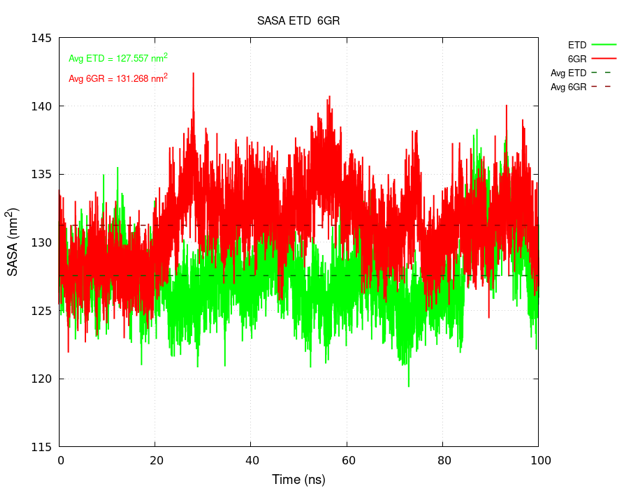 SASA ETD 6GR
145
140
135
130
125
120
115
SASA (nm²)
Avg ETD = 127.557 nm²
Avg 6GR = 131.268 nm²
ETD
6GR
Avg ETD
Avg 6GR
0 20 40 60 80 100
Time (ns)